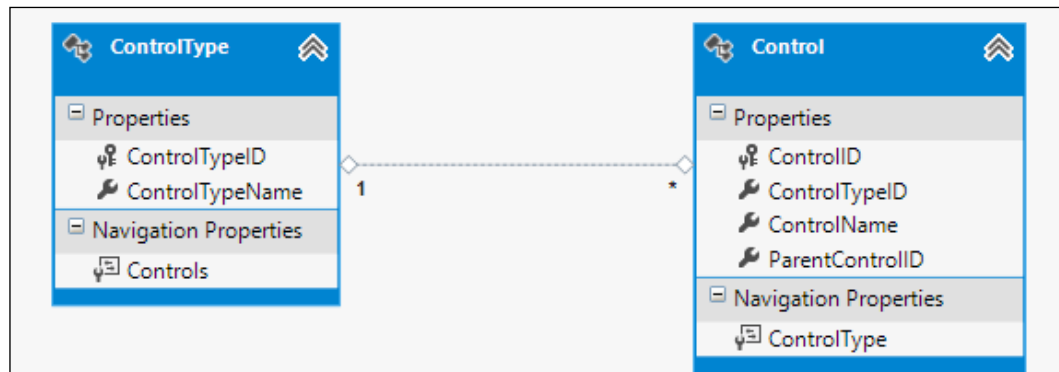 ControlType
Properties
ControlTypeID
ControlTypeName
Navigation Properties
Controls
1
*
Control
Properties
ControlID
ControlTypeID
ControlName
ParentControlID
Navigation Properties
ControlType